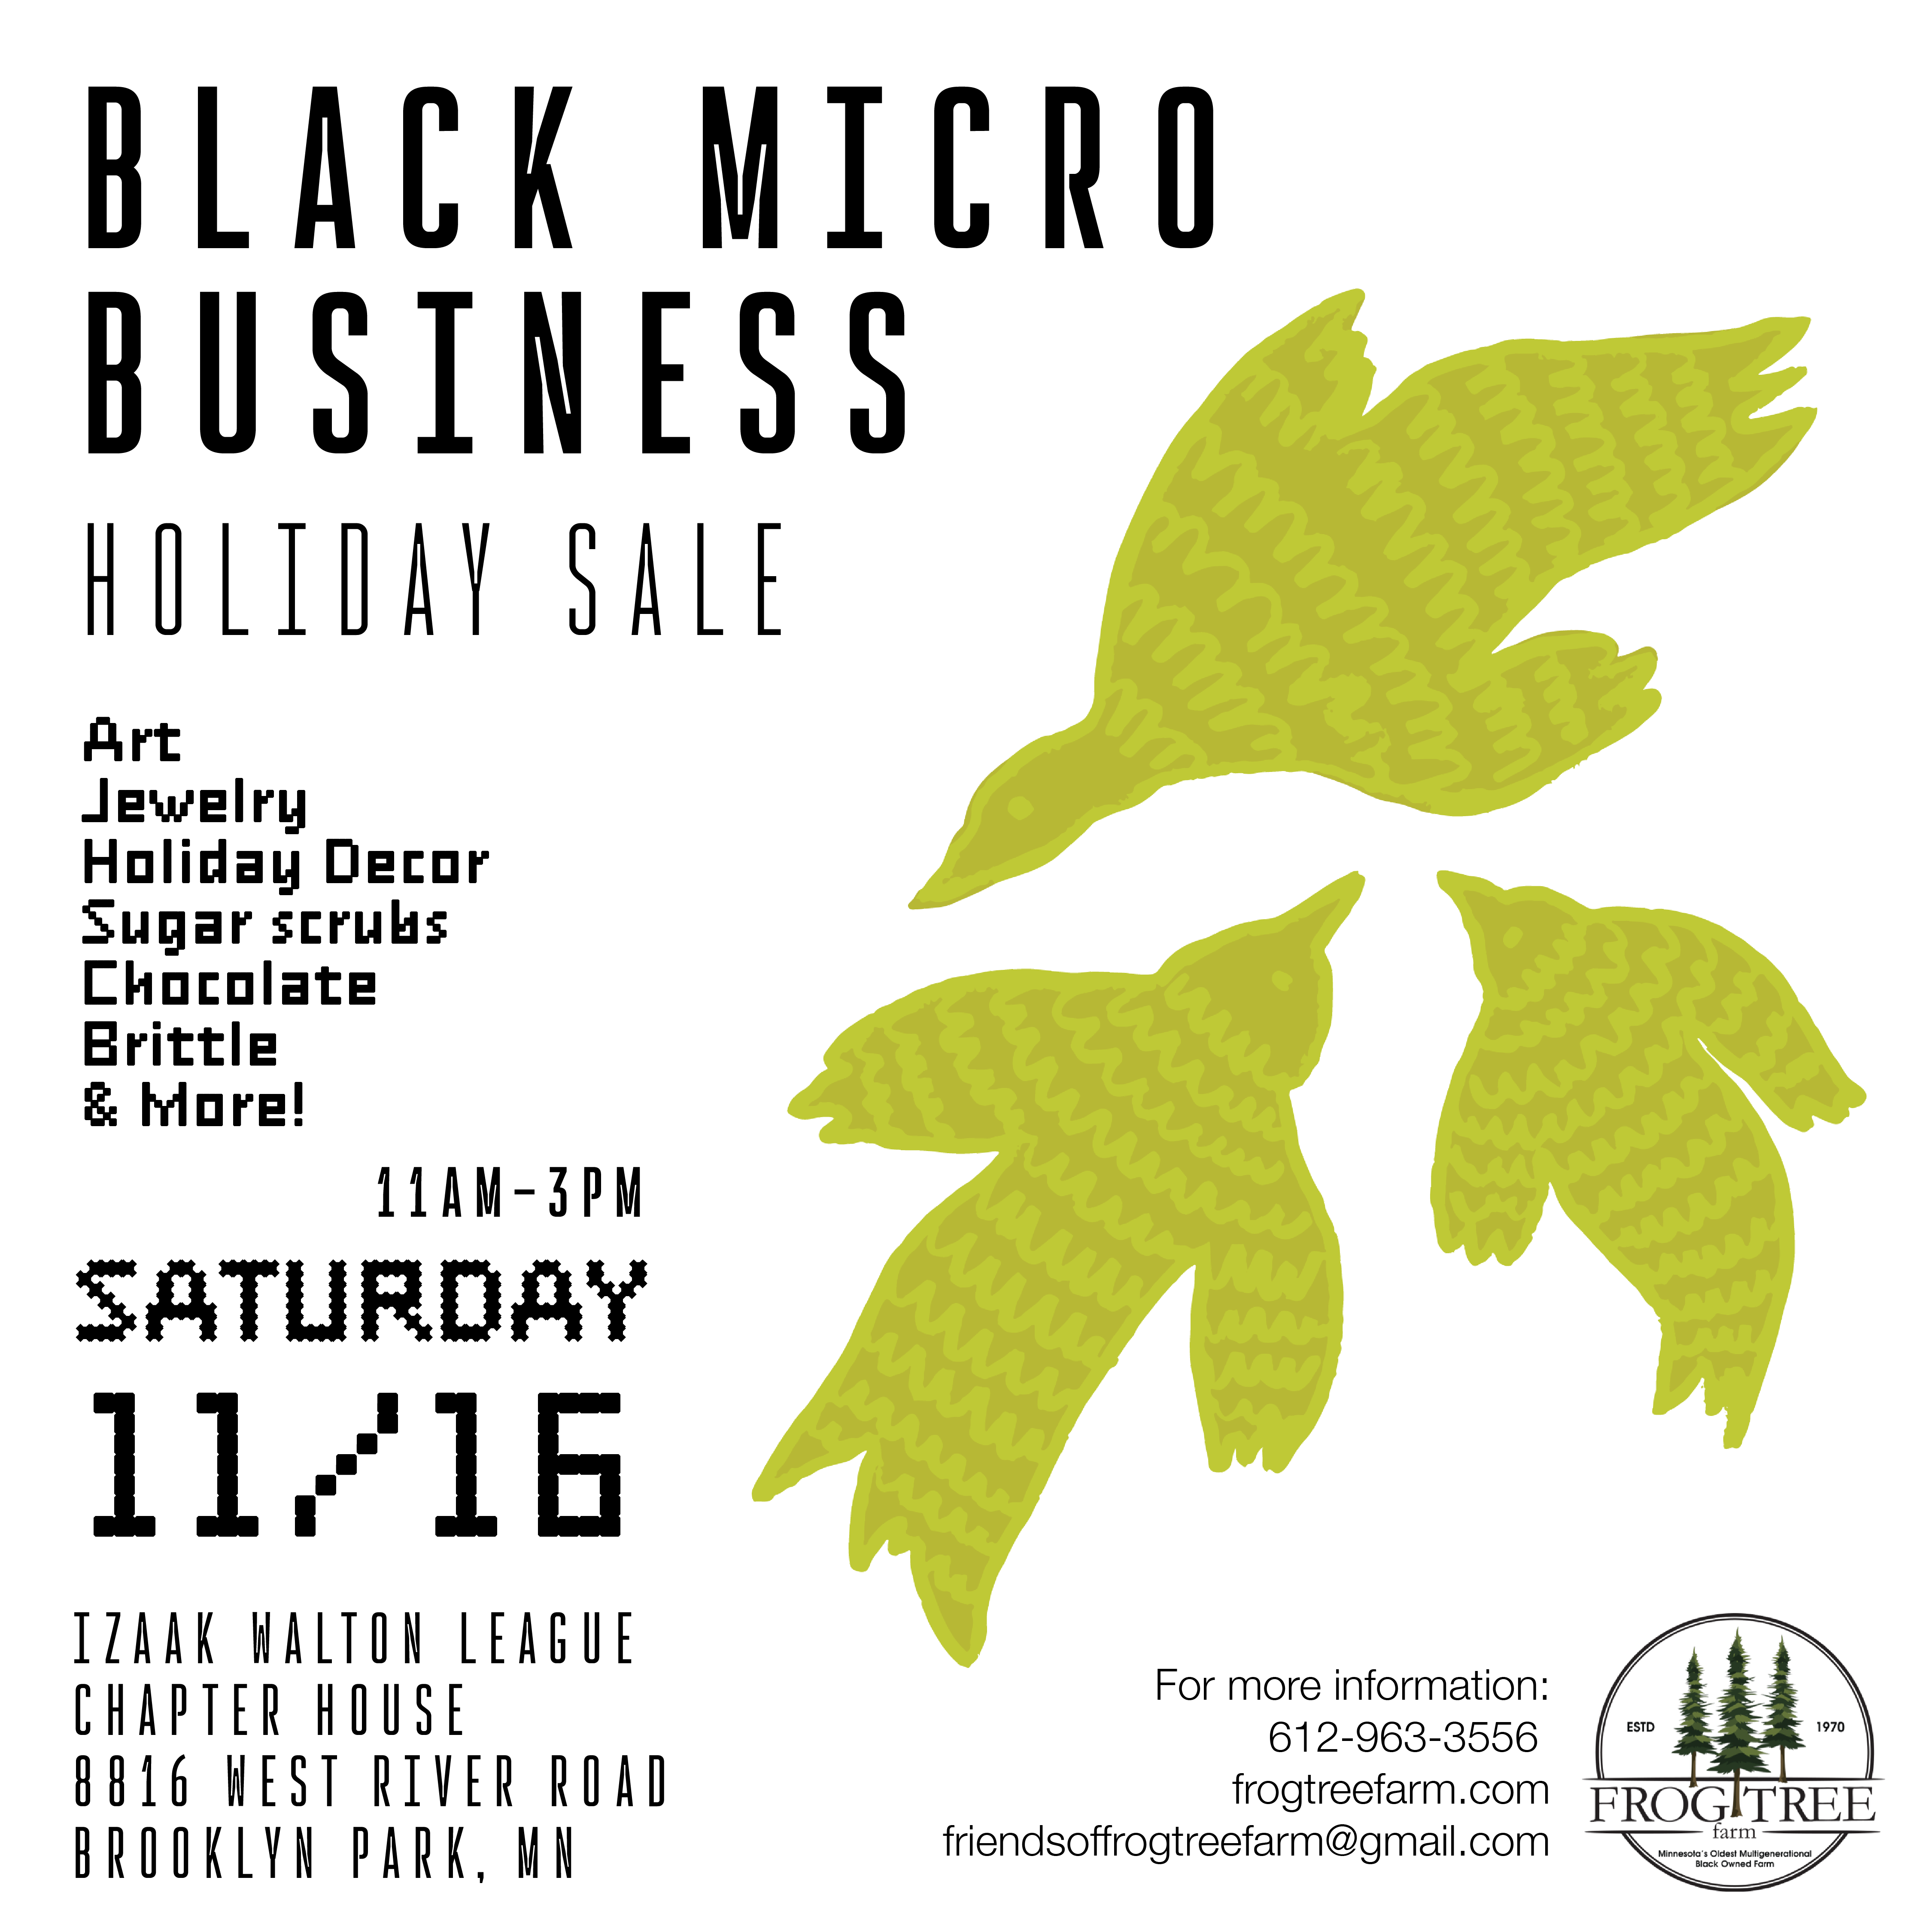 BLACK MICRO
BUSINESS
HOLIDAY SALE
Art
Jewelry
Holiday Decor
Sugar scrubs
Chocolate
Brittle
& More!
11AM-3PM
SATURDAY
11/16
IZAAK WALTON LEAGUE
CHAPTER HOUSE
8816 WEST RIVER ROAD
BROOKLYN PARK, MN
For more information:
612-963-3556
frogtreefarm.com
friendsoffrogtreefarm@gmail.com
ESTD 1970
FROG TREE
farm
Minnesota's Oldest Multigenerational
Black Owned Farm